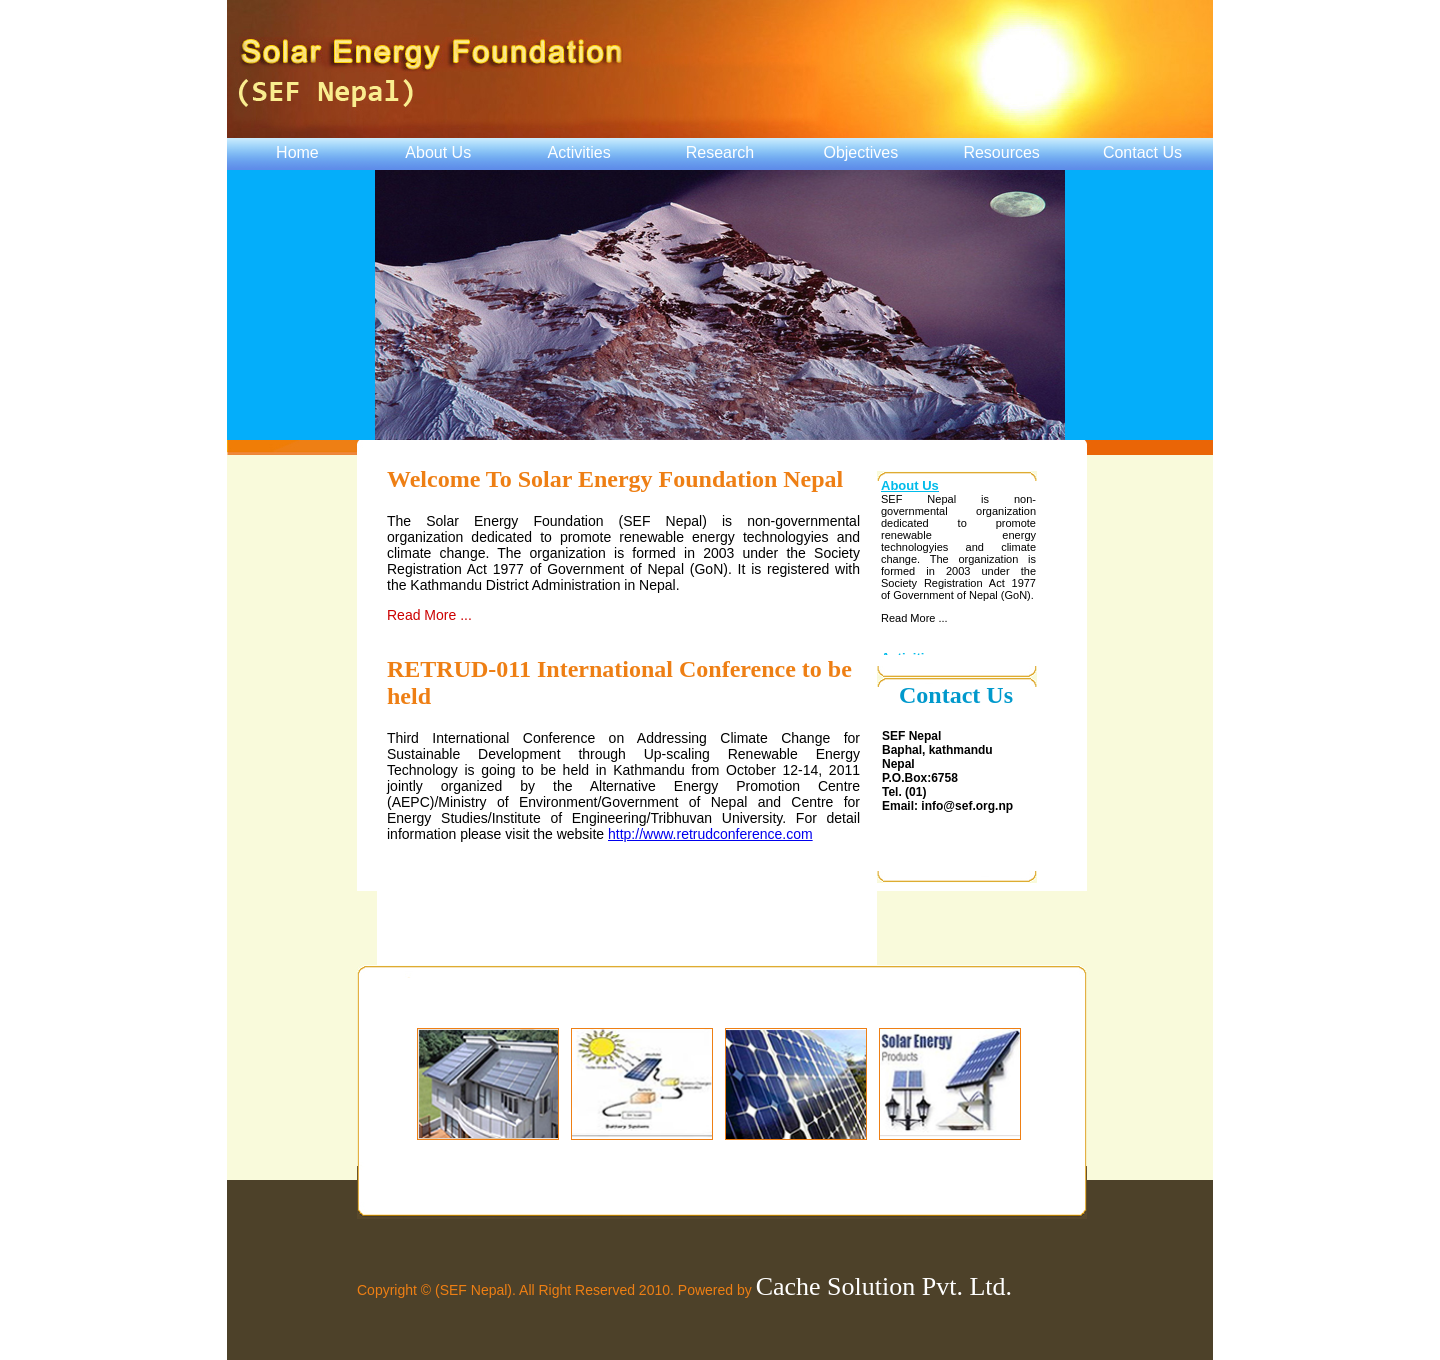 Solar Energy Foundation
(SEF Nepal)
Home About Us Activities Research Objectives Resources Contact Us
Welcome To Solar Energy Foundation Nepal
The Solar Energy Foundation (SEF Nepal) is non-governmental
organization dedicated to promote renewable energy technologyies and
climate change. The organization is formed in 2003 under the Society
Registration Act 1977 of Government of Nepal (GoN). It is registered with
the Kathmandu District Administration in Nepal.
Read More ...
RETRUD-011 International Conference to be
held
Third International Conference on Addressing Climate Change for
Sustainable Development through Up-scaling Renewable Energy
Technology is going to be held in Kathmandu from October 12-14, 2011
jointly organized by the Alternative Energy Promotion Centre
(AEPC)/Ministry of Environment/Government of Nepal and Centre for
Energy Studies/Institute of Engineering/Tribhuvan University. For detail
information please visit the website http://www.retrudconference.com
About Us
SEF Nepal is non-
governmental organization
dedicated to promote
renewable energy
technologyies and climate
change. The organization is
formed in 2003 under the
Society Registration Act 1977
of Government of Nepal (GoN).
Read More ...
Contact Us
SEF Nepal
Baphal, kathmandu
Nepal
P.O.Box:6758
Tel. (01)
Email: info@sef.org.np
Solar Energy
Products
Copyright © (SEF Nepal). All Right Reserved 2010. Powered by Cache Solution Pvt. Ltd.